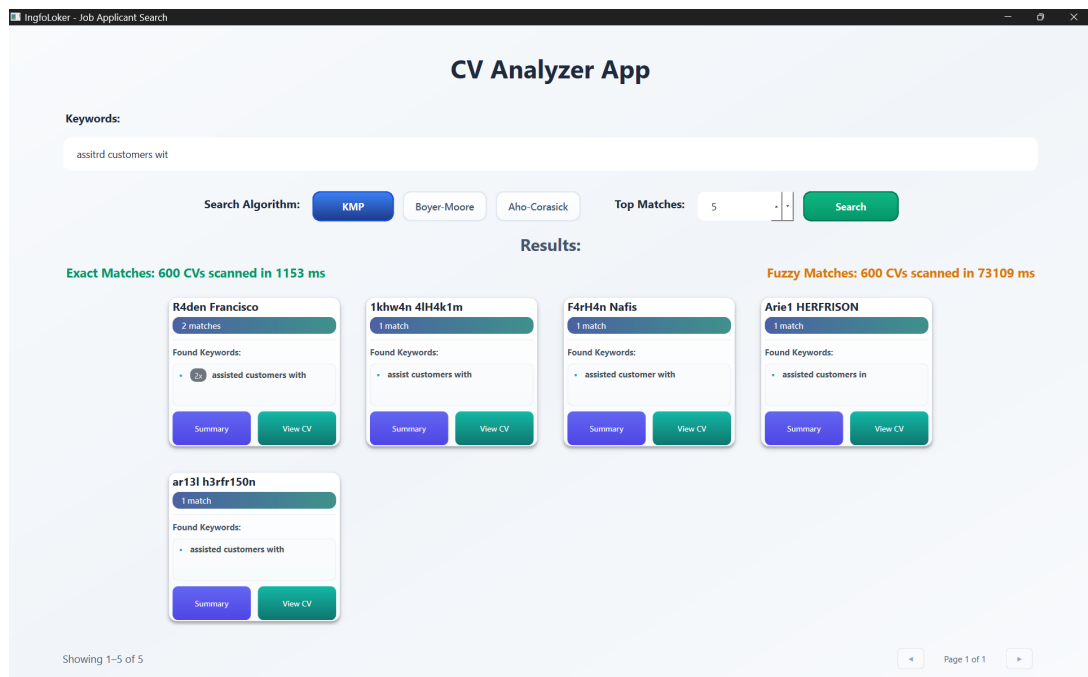 IngfoLoker - Job Applicant Search
CV Analyzer App
Keywords:
assitrd customers wit
Search Algorithm: KMP Boyer-Moore Aho-Corasick Top Matches: 5 Search
Results:
Exact Matches: 600 CVs scanned in 1153 ms Fuzzy Matches: 600 CVs scanned in 73109 ms
R4den Francisco
2 matches
Found Keywords:
• 2x assisted customers with
Summary View CV
1khw4n 4lH4k1m
1 match
Found Keywords:
• assist customers with
Summary View CV
F4rH4n Nafis
1 match
Found Keywords:
• assisted customer with
Summary View CV
Arie1 HERFRISON
1 match
Found Keywords:
• assisted customers in
Summary View CV
ar13l h3rfr150n
1 match
Found Keywords:
• assisted customers with
Summary View CV
Showing 1–5 of 5 Page 1 of 1